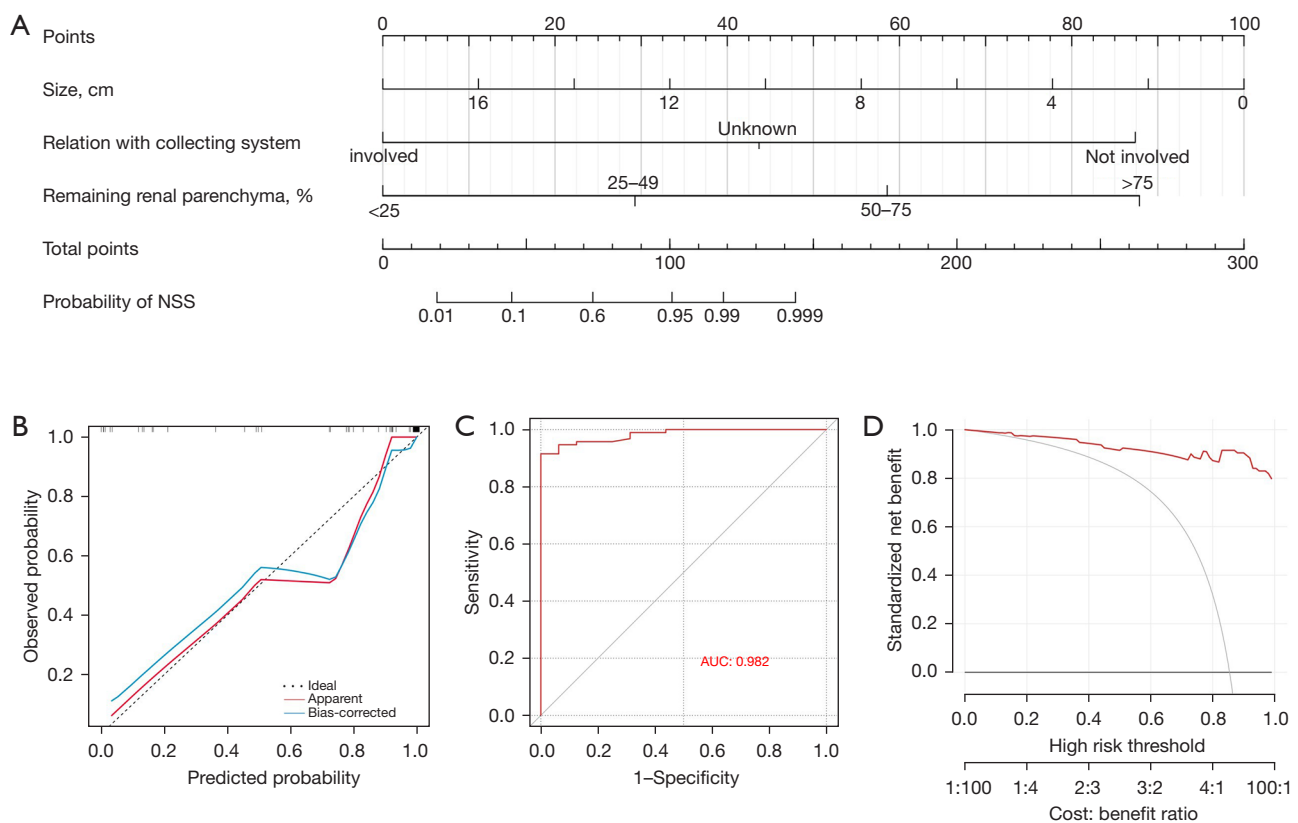 A
Points
0 20 40 60 80 100
Size, cm
16 12 8 4 0
Relation with collecting system
Unknown
involved
Not involved
Remaining renal parenchyma, %
25–49
>75
<25
50–75
Total points
0 100 200 300
Probability of NSS
0.01 0.1 0.6 0.95 0.99 0.999
B
Observed probability
1.0
0.8
0.6
0.4
0.2
Ideal
Apparent
Bias-corrected
0.0 0.2 0.4 0.6 0.8 1.0
Predicted probability
C
Sensitivity
1.0
0.8
0.6
0.4
0.2
0.0
AUC: 0.982
0.0 0.2 0.4 0.6 0.8 1.0
1–Specificity
D
Standardized net benefit
1.0
0.8
0.6
0.4
0.2
0.0
0.0 0.2 0.4 0.6 0.8 1.0
High risk threshold
1:100 1:4 2:3 3:2 4:1 100:1
Cost: benefit ratio